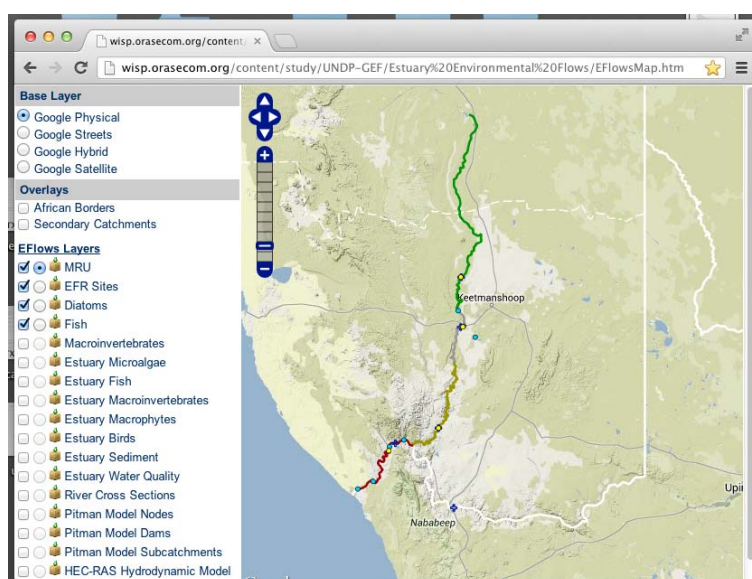 wisp.orasecom.org/content/
wisp.orasecom.org/content/study/UNDP-GEF/Estuary%20Environmental%20Flows/EFlowsMap.htm
Base Layer
Google Physical
Google Streets
Google Hybrid
Google Satellite
Overlays
African Borders
Secondary Catchments
EFlows Layers
MRU
EFR Sites
Diatoms
Fish
Macroinvertebrates
Estuary Microalgae
Estuary Fish
Estuary Macroinvertebrates
Estuary Macrophytes
Estuary Birds
Estuary Sediment
Estuary Water Quality
River Cross Sections
Pitman Model Nodes
Pitman Model Dams
Pitman Model Subcatchments
HEC-RAS Hydrodynamic Model
Keetmanshoop
Upi
Nababeep